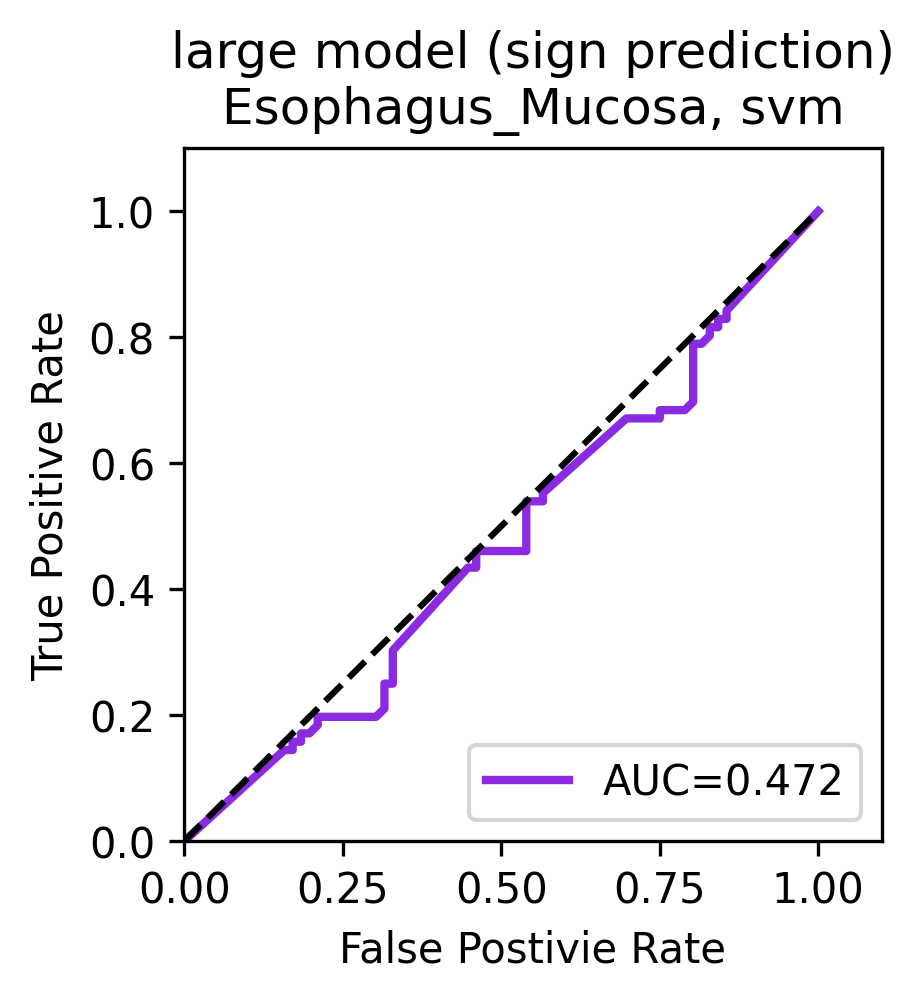 large model (sign prediction)
Esophagus_Mucosa, svm
1.0
0.8
0.6
0.4
0.2
0.0
True Positive Rate
AUC=0.472
0.00 0.25 0.50 0.75 1.00
False Postivie Rate